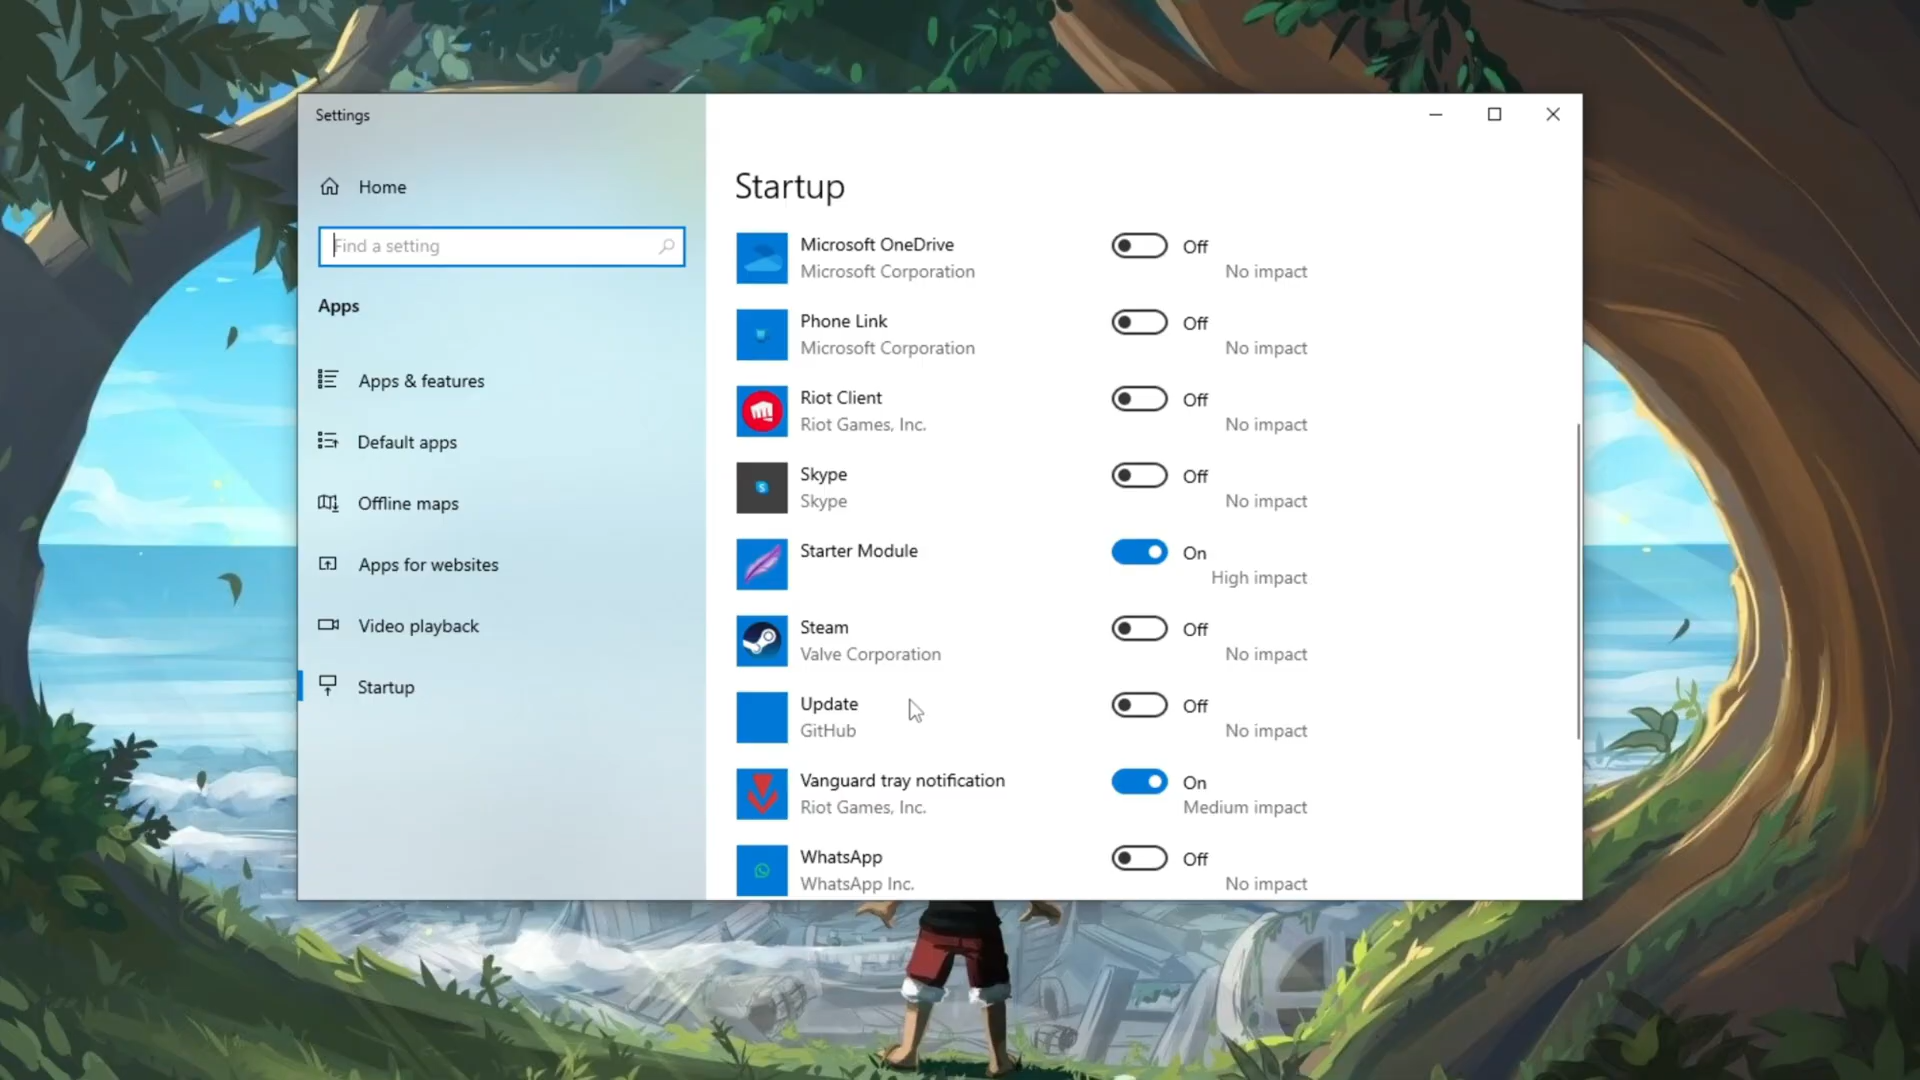 Settings
Home
Find a setting
Apps
Apps & features
Default apps
Offline maps
Apps for websites
Video playback
Startup
Startup
Microsoft OneDrive
Off
Microsoft Corporation
No impact
Phone Link
Off
Microsoft Corporation
No impact
Riot Client
Off
Riot Games, Inc.
No impact
Skype
Off
Skype
No impact
Starter Module
On
High impact
Steam
Off
Valve Corporation
No impact
Update
Off
GitHub
No impact
Vanguard tray notification
On
Riot Games, Inc.
Medium impact
WhatsApp
Off
WhatsApp Inc.
No impact